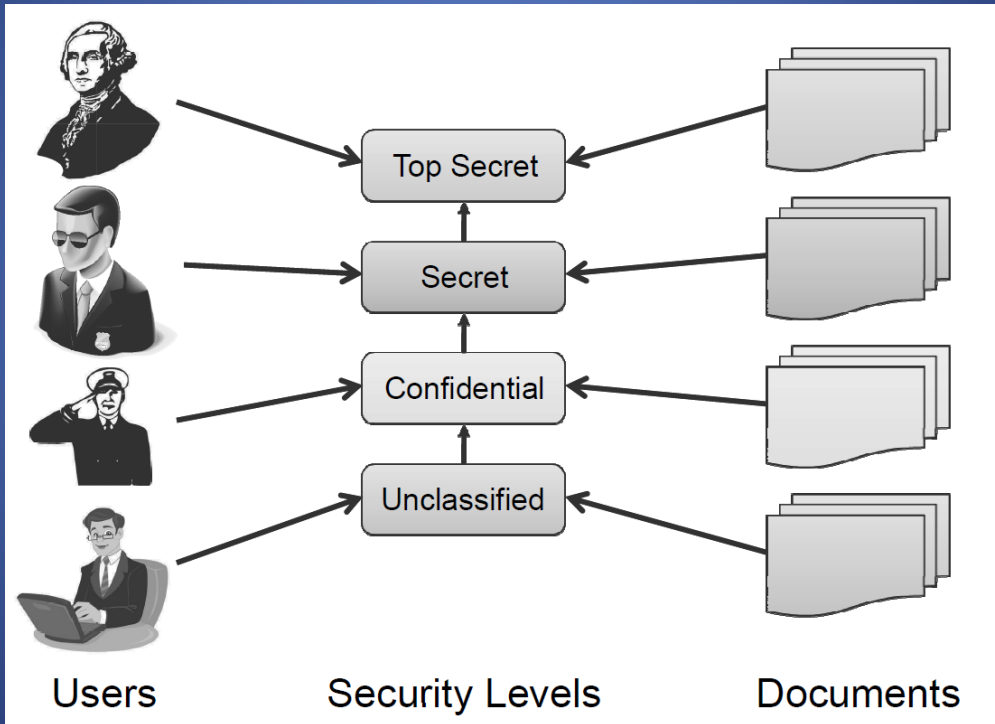 Top Secret
Secret
Confidential
Unclassified
Users
Security Levels
Documents